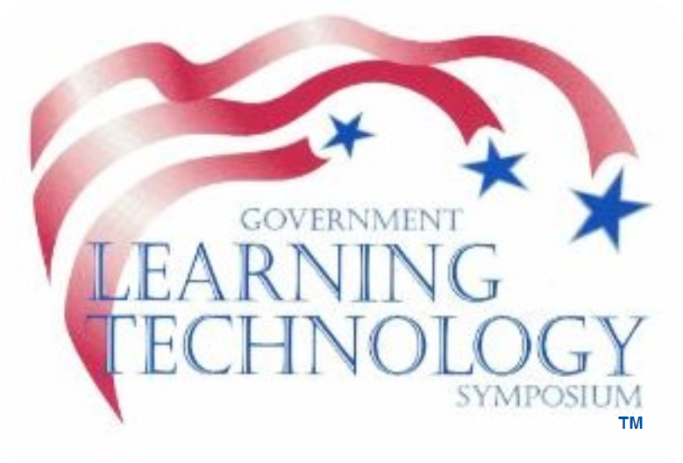 GOVERNMENT
LEARNING
TECHNOLOGY
SYMPOSIUM
TM